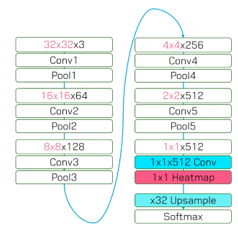 32x32x3
Conv1
Pool1
16x16x64
Conv2
Pool2
8x8x128
Conv3
Pool3
4x4x256
Conv4
Pool4
2x2x512
Conv5
Pool5
1x1x512
1x1x512 Conv
1x1 Heatmap
x32 Upsample
Softmax